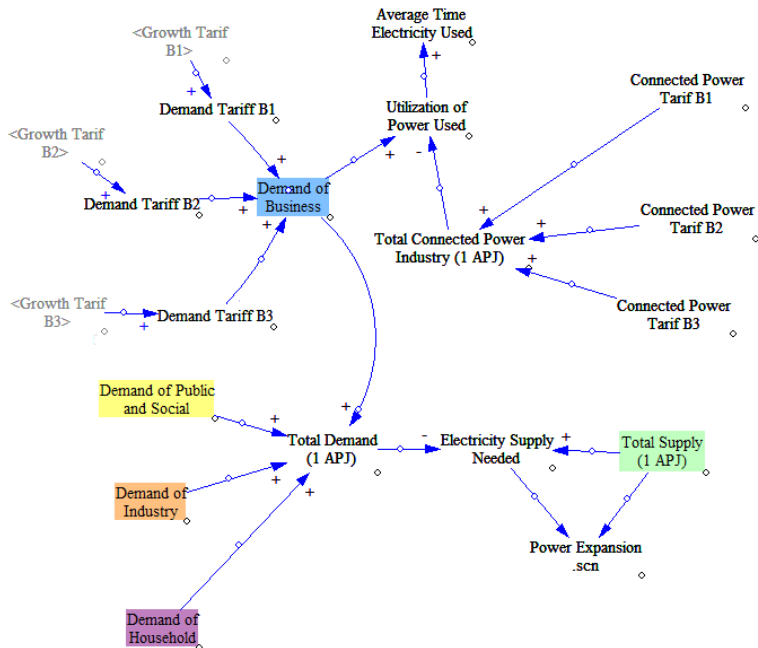 Average Time
Electricity Used
<Growth Tarif
B1>
+
+
Connected Power
Tarif B1
Demand Tariff B1
Utilization of
Power Used
<Growth Tarif
B2>
+
+
-
+
Demand of
Business
Demand Tariff B2
+
+
+
+
Connected Power
Tarif B2
Total Connected Power
Industry (1 APJ)
+
<Growth Tarif
B3>
+
Demand Tariff B3
Connected Power
Tarif B3
Demand of Public
and Social
+
+
Total Demand
(1 APJ)
-
Electricity Supply
Needed
+
Total Supply
(1 APJ)
+
+
Demand of
Industry
Power Expansion
.scn
Demand of
Household